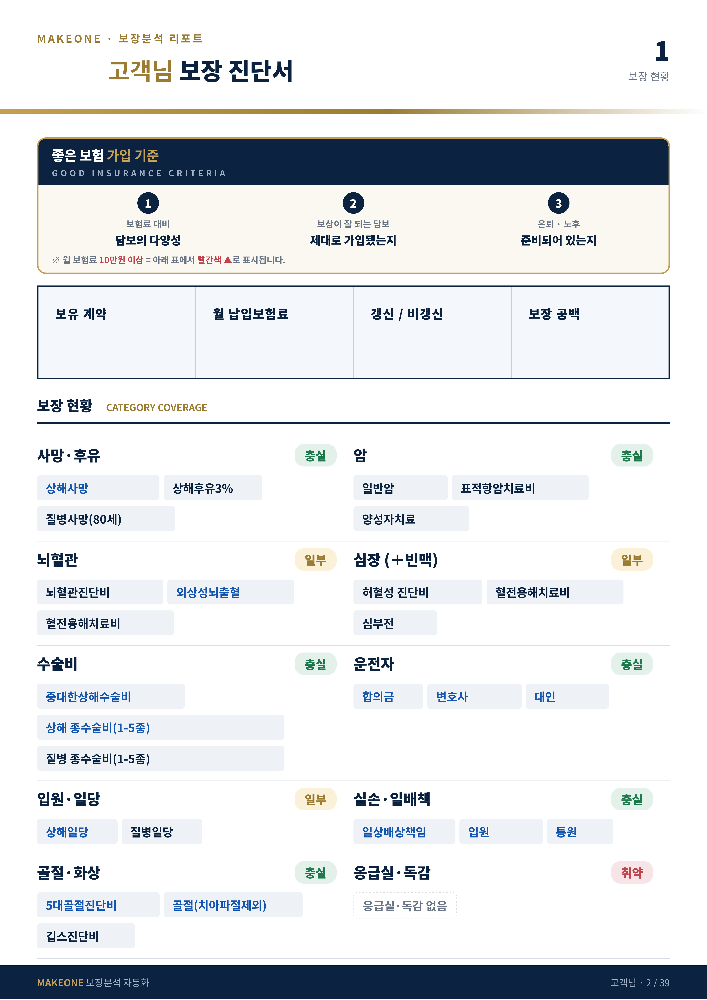 MAKEONE · 보장분석 리포트
고객님 보장 진단서
1
보장 현황
좋은 보험 가입 기준
GOOD INSURANCE CRITERIA
1
보험료 대비
담보의 다양성
2
보상이 잘 되는 담보
제대로 가입됐는지
3
은퇴 · 노후
준비되어 있는지
※ 월 보험료 10만원 이상 = 아래 표에서 빨간색 ▲로 표시됩니다.
보유 계약
월 납입보험료
갱신 / 비갱신
보장 공백
보장 현황 CATEGORY COVERAGE
사망·후유 충실
상해사망 상해후유3%
질병사망(80세)
암 충실
일반암 표적항암치료비
양성자치료
뇌혈관 일부
뇌혈관진단비 외상성뇌출혈
혈전용해치료비
심장 (+빈맥) 일부
허혈성 진단비 혈전용해치료비
심부전
수술비 충실
중대한상해수술비
상해 종수술비(1-5종)
질병 종수술비(1-5종)
운전자 충실
합의금 변호사 대인
입원·일당 일부
상해일당 질병일당
실손·일배책 충실
일상배상책임 입원 통원
골절·화상 충실
5대골절진단비 골절(치아파절제외)
깁스진단비
응급실·독감 취약
응급실·독감 없음
MAKEONE 보장분석 자동화
고객님 · 2 / 39